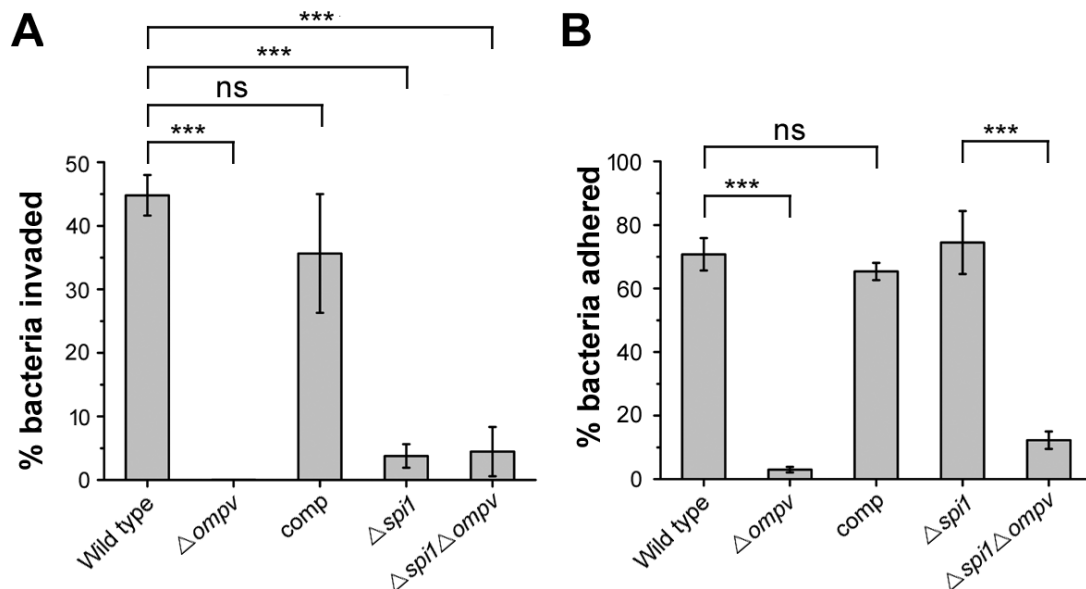 A
***
***
ns
***
% bacteria invaded
50
40
30
20
10
0
Wild type
△ompv
comp
△spi1
△spi1△ompv
B
ns
***
***
% bacteria adhered
100
80
60
40
20
0
Wild type
△ompv
comp
△spi1
△spi1△ompv